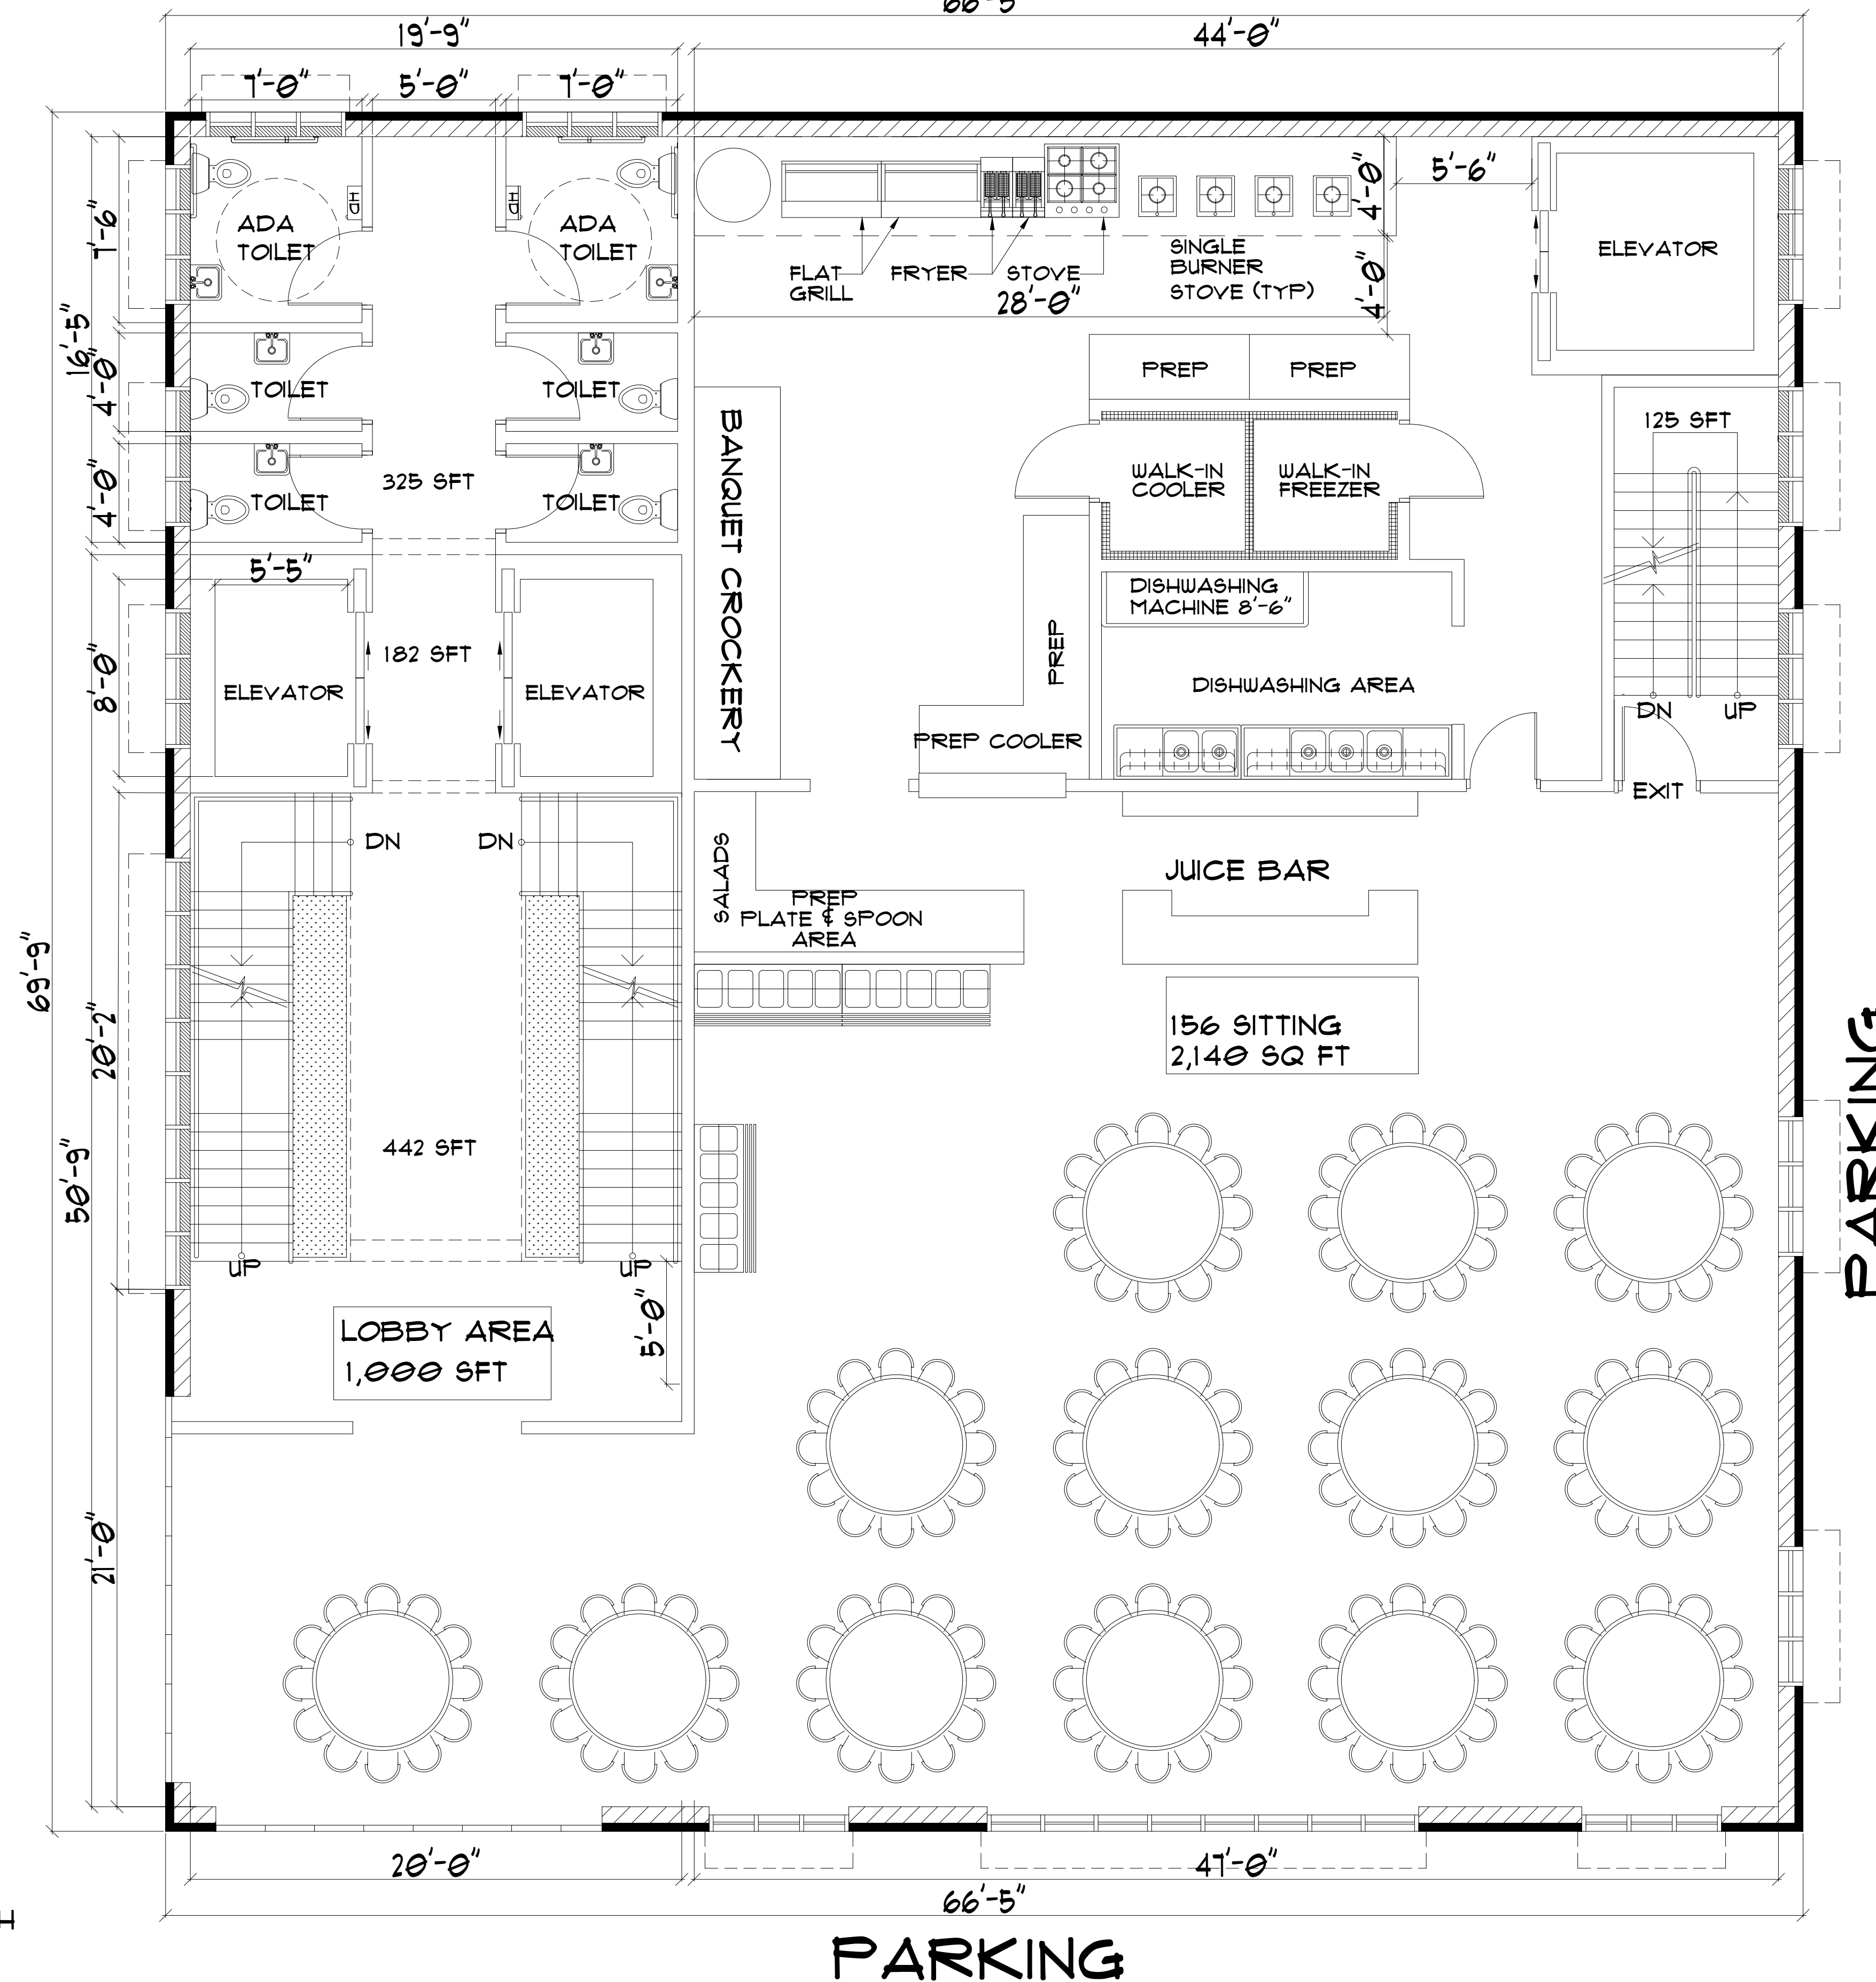 66'-5"
19'-9"
44'-0"
7'-0"
5'-0"
7'-0"
ADA
TOILET
HD
HD
ADA
TOILET
7'-6"
4'-0"
5'-6"
ELEVATOR
FLAT
GRILL
FRYER
STOVE
SINGLE
BURNER
STOVE (TYP)
28'-0"
4'-0"
16'-5"
4'-0"
TOILET
TOILET
PREP
PREP
125 SFT
BANQUET CROCKERY
4'-0"
325 SFT
TOILET
TOILET
WALK-IN
COOLER
WALK-IN
FREEZER
5'-5"
DISHWASHING
MACHINE 8'-6"
8'-0"
182 SFT
ELEVATOR
ELEVATOR
PREP
DISHWASHING AREA
DN
UP
PREP COOLER
EXIT
DN
DN
SALADS
JUICE BAR
PREP
PLATE & SPOON
AREA
69'-9"
20'-2"
156 SITTING
2,140 SQ FT
PARKING
442 SFT
50'-9"
UP
UP
5'-0"
LOBBY AREA
1,000 SFT
21'-0"
20'-0"
47'-0"
66'-5"
PARKING